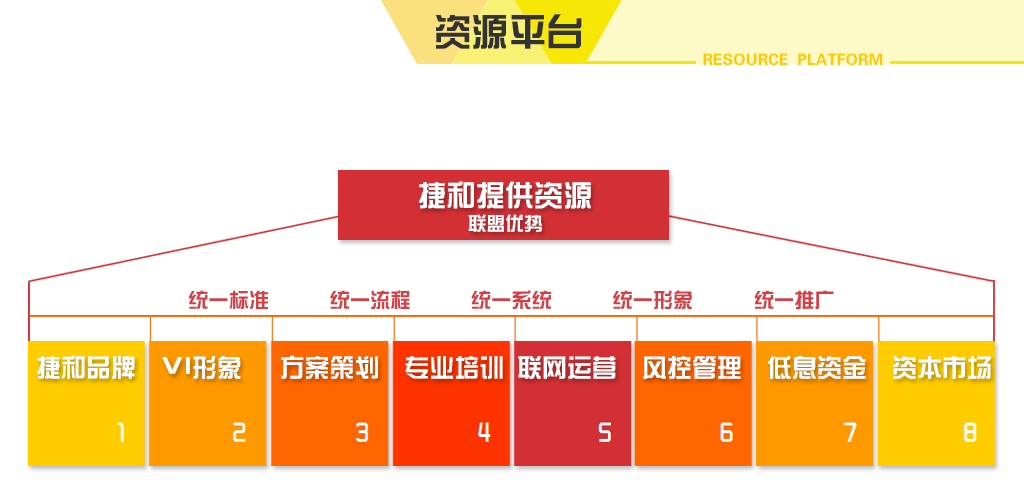 资源平台
RESOURCE PLATFORM
捷和提供资源
联盟优势
统一标准 统一流程 统一系统 统一形象 统一推广
捷和品牌 VI形象 方案策划 专业培训 联网运营 风控管理 低息资金 资本市场
1 2 3 4 5 6 7 8